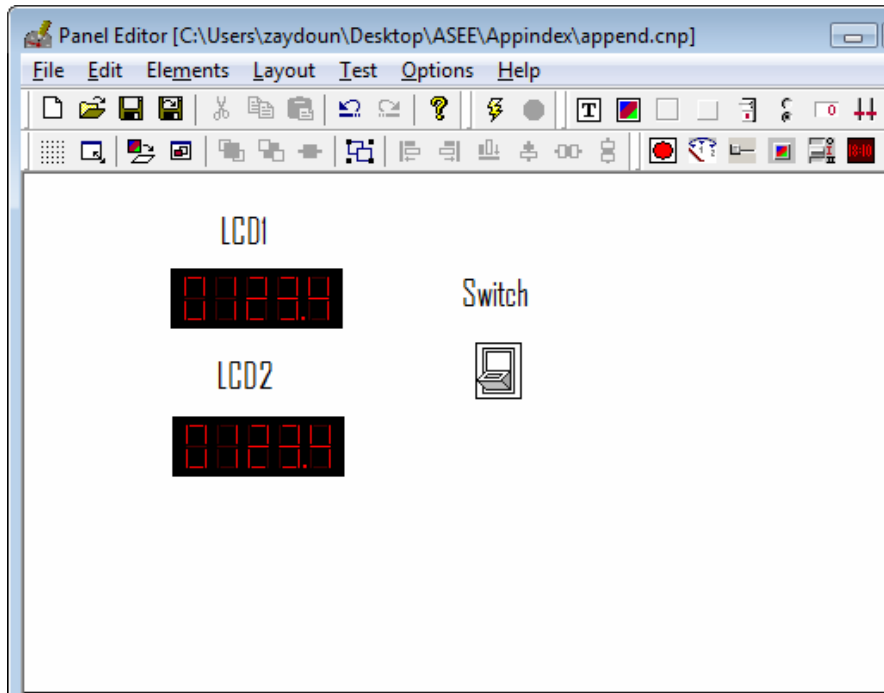 Panel Editor [C:\Users\zaydoun\Desktop\ASEE\Appindex\append.cnp]
File Edit Elements Layout Test Options Help
T
0
LCD1
0123.4
Switch
LCD2
0123.4